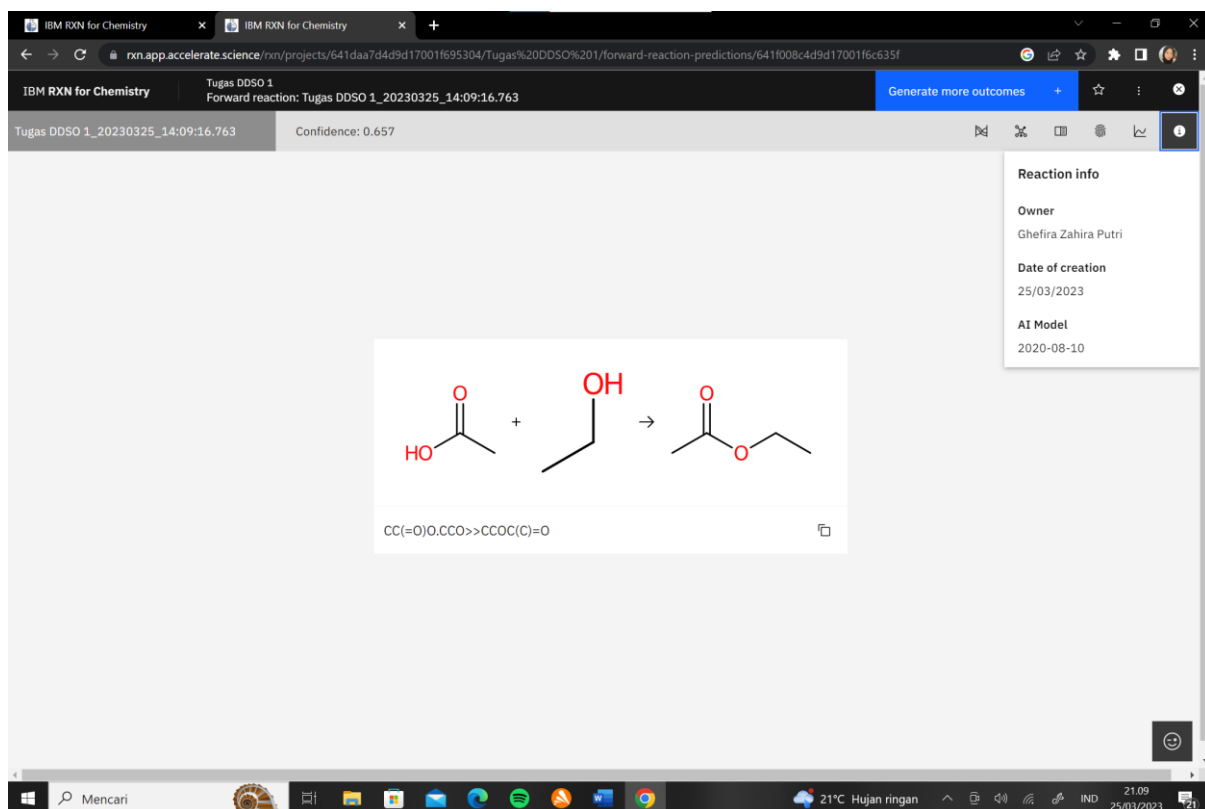 IBM RXN for Chemistry
IBM RXN for Chemistry
rxn.app.accelerate.science/rxn/projects/641daa7d4d9d17001f695304/Tugas%20DDSO%201/forward-reaction-predictions/641f008c4d9d17001f6c635f
IBM RXN for Chemistry
Tugas DDSO 1
Forward reaction: Tugas DDSO 1_20230325_14:09:16.763
Generate more outcomes +
Tugas DDSO 1_20230325_14:09:16.763
Confidence: 0.657
Reaction info
Owner
Ghefira Zahira Putri
Date of creation
25/03/2023
AI Model
2020-08-10
O
HO
+
OH
→
O
O
CC(=O)O.CCO>>CCOC(C)=O
Mencari
21°C Hujan ringan
IND
21.09
25/03/2023
21